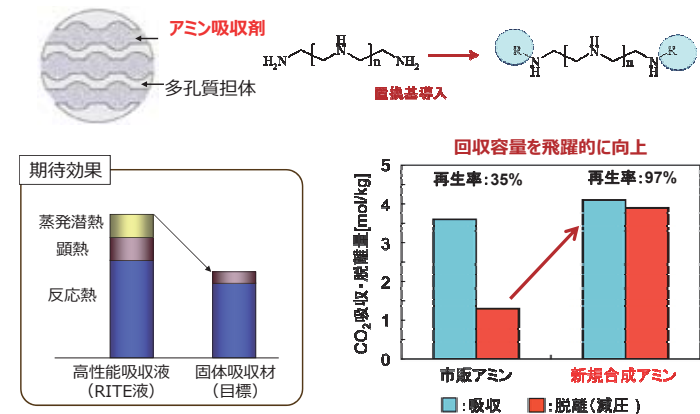 アミン吸収剤
多孔質担体
H₂N
H
N
n
NH₂
置換基導入
R
N
H
H
N
n
N
H
R
期待効果
蒸発潜熱
顕熱
反応熱
高性能吸収液
（RITE液）
固体吸収材
（目標）
回収容量を飛躍的に向上
CO₂吸収・脱離量[mol/kg]
5
4
3
2
1
0
再生率：35%
再生率：97%
市販アミン
新規合成アミン
：吸収
：脱離（減圧）